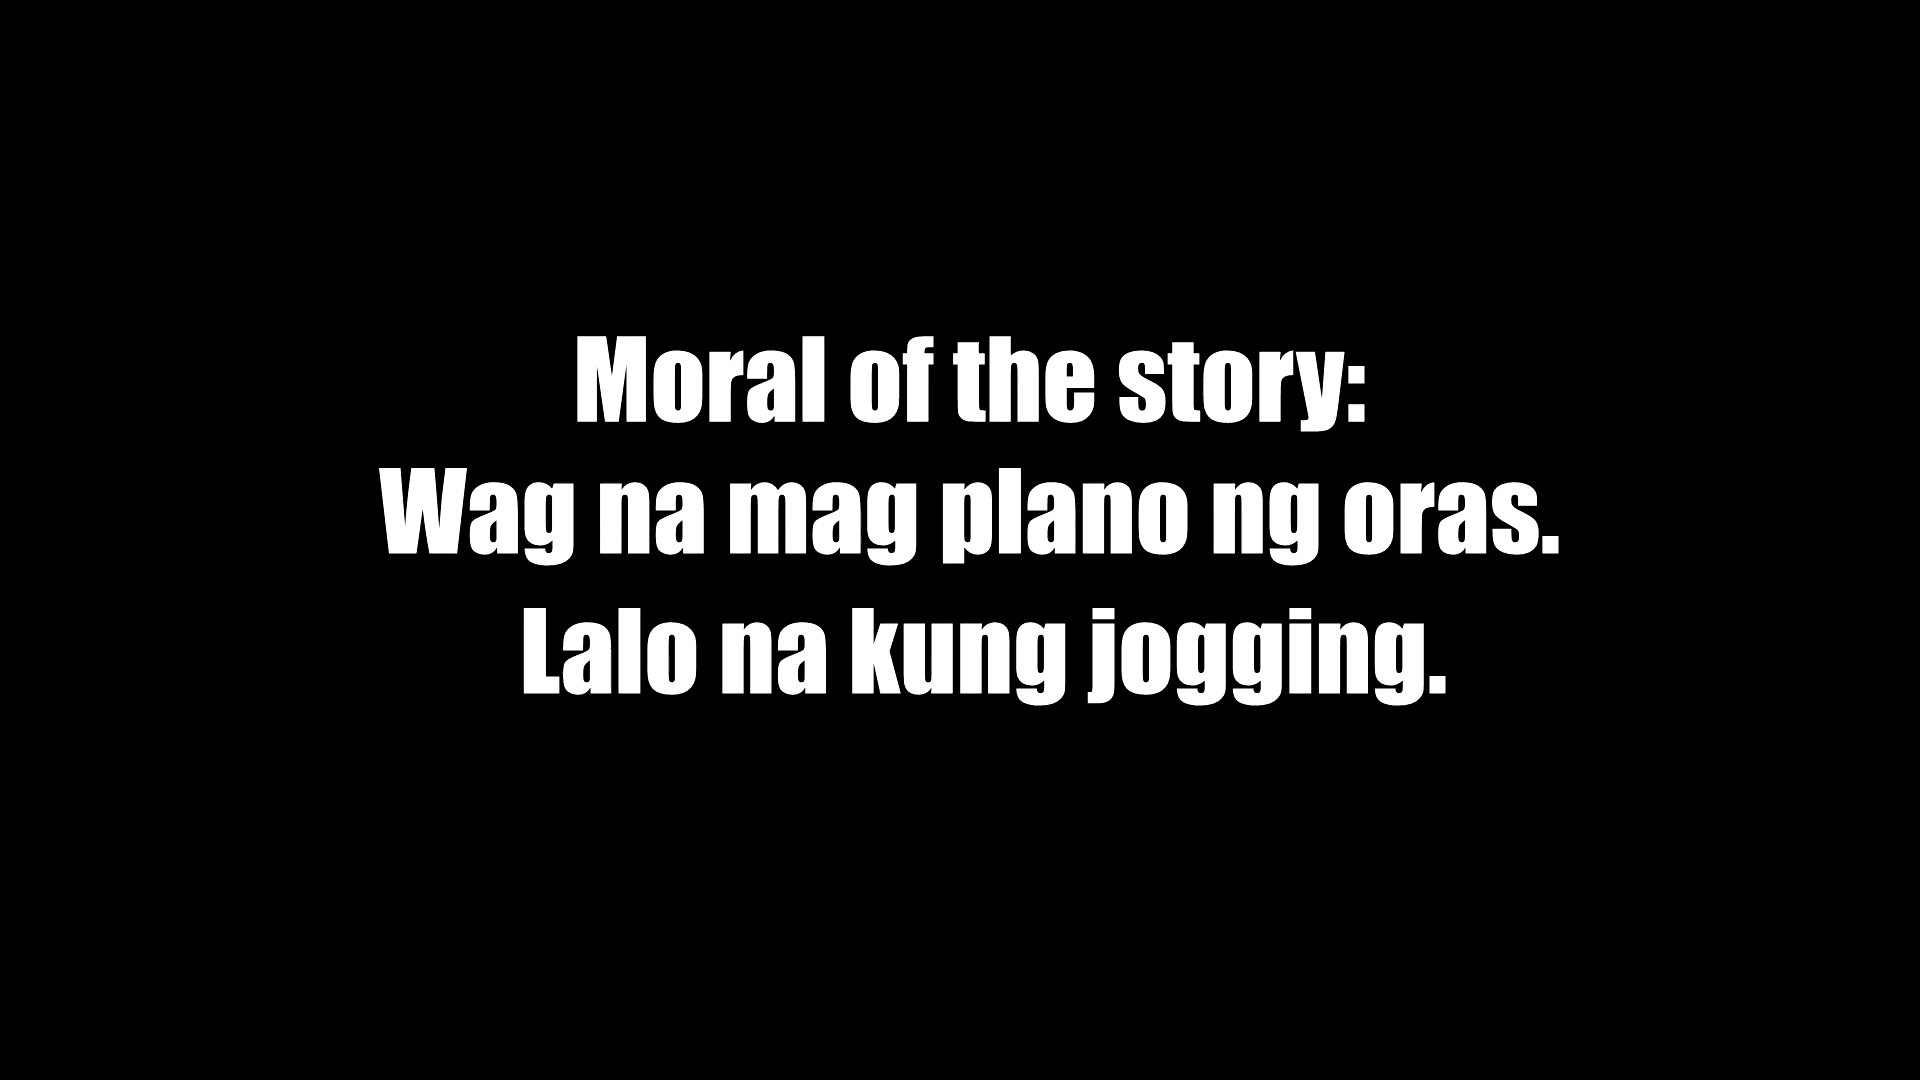 Moral of the story:
Wag na mag plano ng oras.
Lalo na kung jogging.